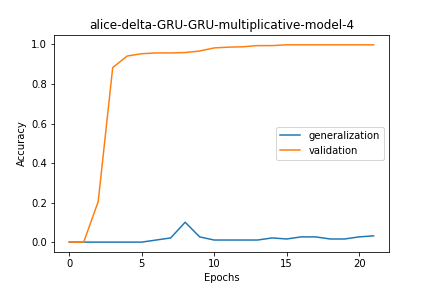 alice-delta-GRU-GRU-multiplicative-model-4
Accuracy
1.0
0.8
0.6
0.4
0.2
0.0
generalization
validation
0 5 10 15 20
Epochs